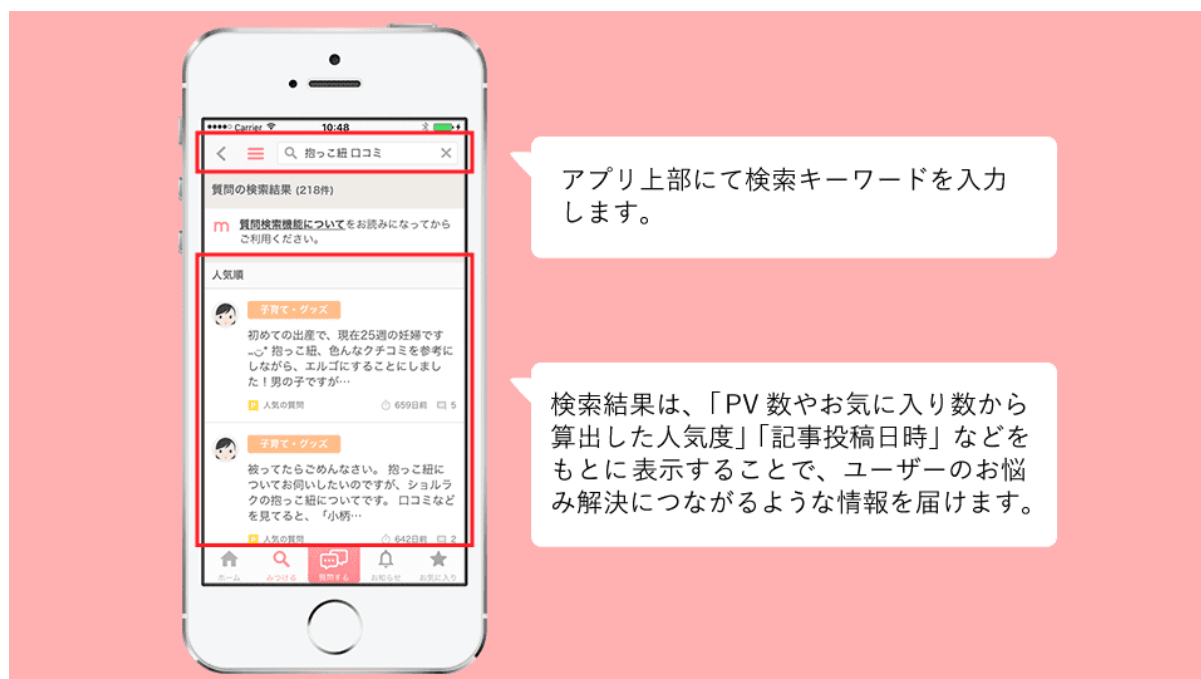 Carrier
10:48
抱っこ紐 口コミ
質問の検索結果 (218件)
m
質問検索機能についてをお読みになってから
ご利用ください。
人気順
子育て・グッズ
初めての出産で、現在25週の妊婦です
抱っこ紐、色んなクチコミを参考に
しながら、エルゴにすることにしまし
た!男の子ですが…
P 人気の質問 659日前 5
子育て・グッズ
被ってたらごめんなさい。 抱っこ紐に
ついてお伺いしたいのですが、ショルラ
クの抱っこ紐についてです。 口コミなど
を見てると、「小柄…
P 人気の質問 642日前 2
ホーム みつける 質問する お知らせ お気に入り
アプリ上部にて検索キーワードを入力
します。
検索結果は、「PV 数やお気に入り数から
算出した人気度」「記事投稿日時」などを
もとに表示することで、ユーザーのお悩
み解決につながるような情報を届けます。